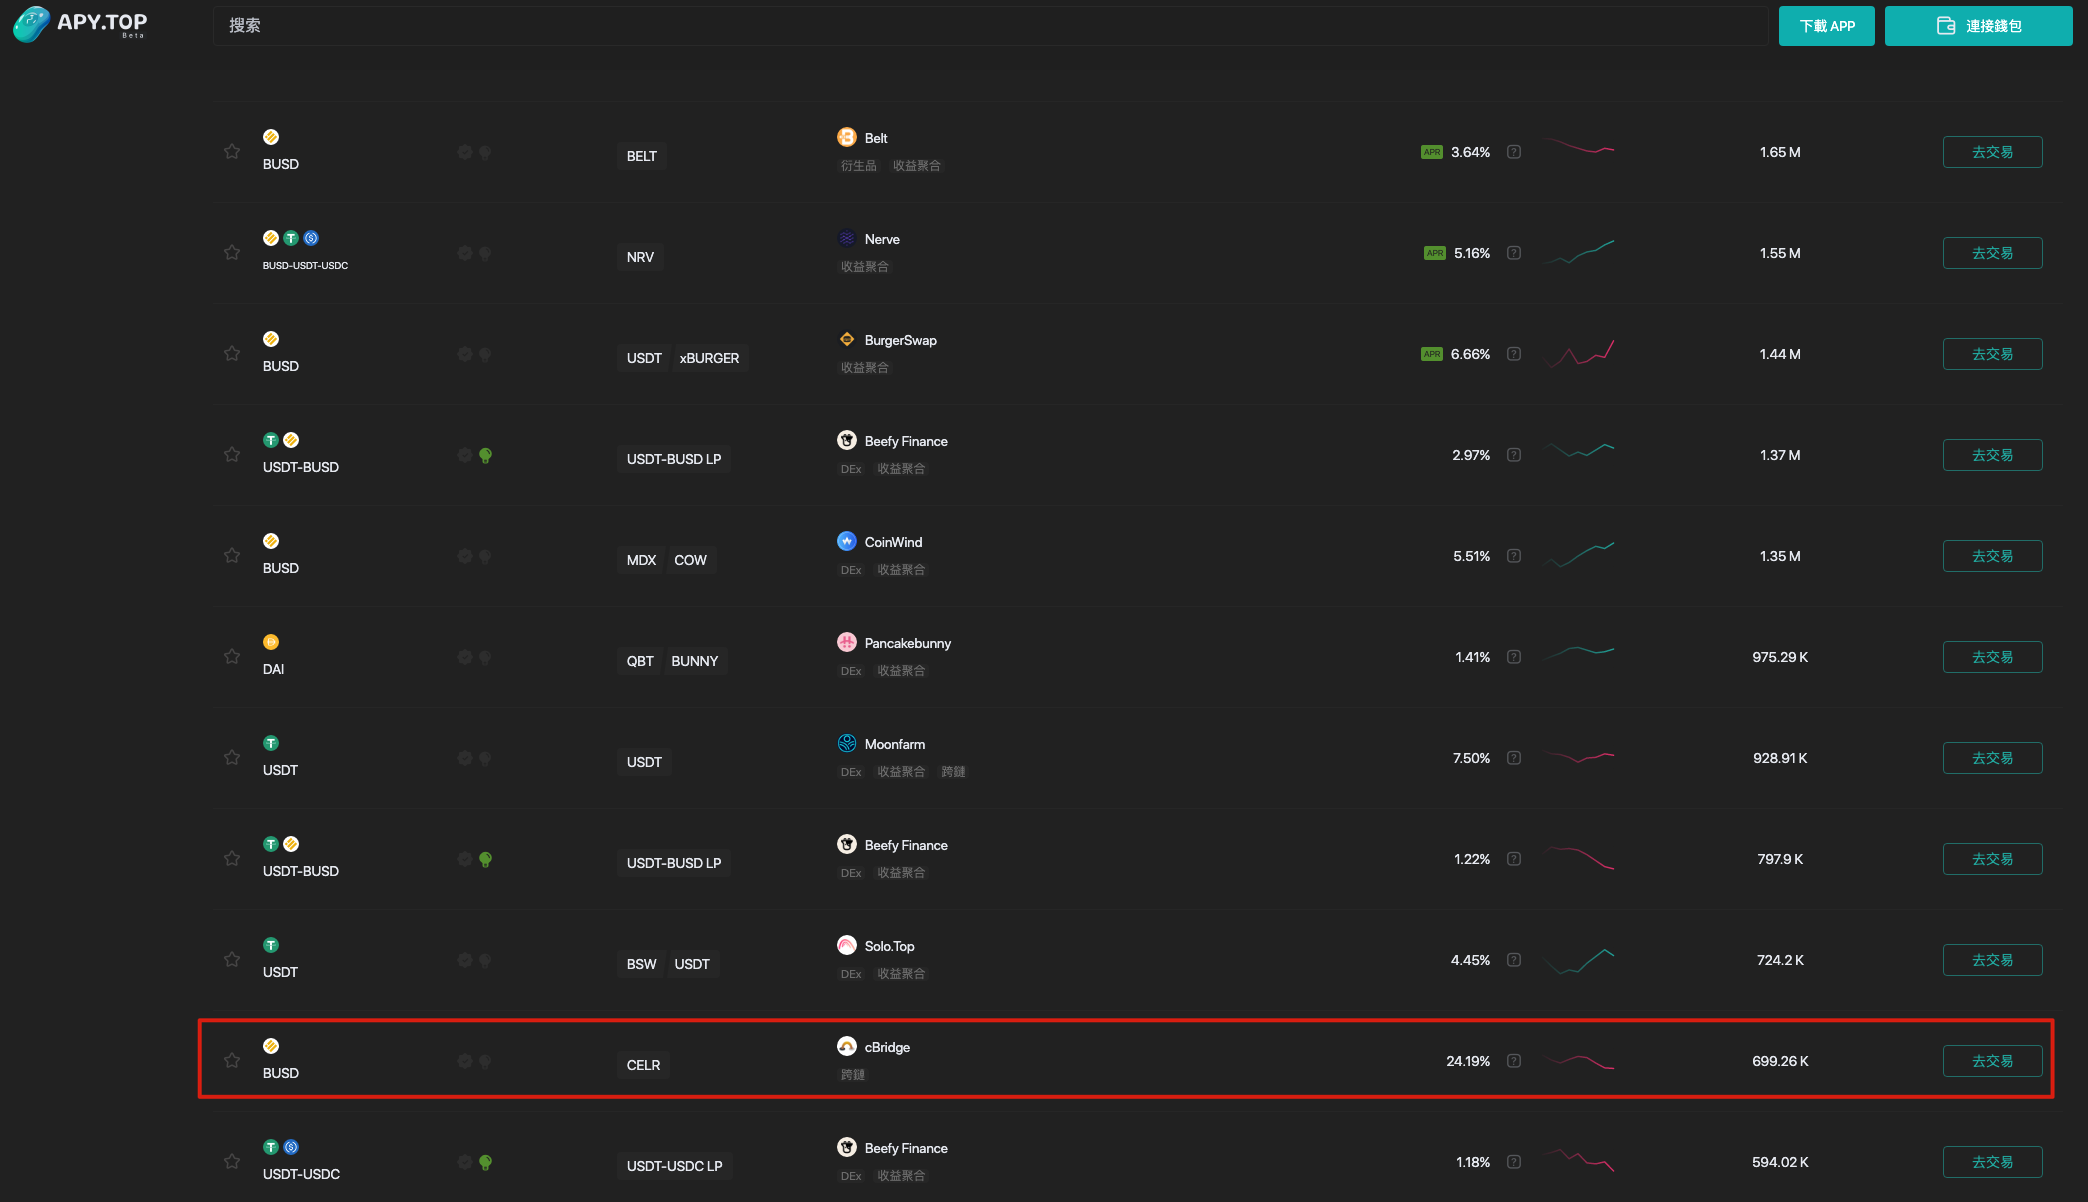 APY.TOP
Beta
搜索
下載 APP
連接錢包
BUSD
BELT
Belt
衍生品 收益聚合
APR 3.64%
1.65 M
去交易
BUSD-USDT-USDC
NRV
Nerve
收益聚合
APR 5.16%
1.55 M
去交易
BUSD
USDT xBURGER
BurgerSwap
收益聚合
APR 6.66%
1.44 M
去交易
USDT-BUSD
USDT-BUSD LP
Beefy Finance
DEx 收益聚合
2.97%
1.37 M
去交易
BUSD
MDX COW
CoinWind
DEx 收益聚合
5.51%
1.35 M
去交易
DAI
QBT BUNNY
Pancakebunny
DEx 收益聚合
1.41%
975.29 K
去交易
USDT
USDT
Moonfarm
DEx 收益聚合 跨鏈
7.50%
928.91 K
去交易
USDT-BUSD
USDT-BUSD LP
Beefy Finance
DEx 收益聚合
1.22%
797.9 K
去交易
USDT
BSW USDT
Solo.Top
DEx 收益聚合
4.45%
724.2 K
去交易
BUSD
CELR
cBridge
跨鏈
24.19%
699.26 K
去交易
USDT-USDC
USDT-USDC LP
Beefy Finance
DEx 收益聚合
1.18%
594.02 K
去交易